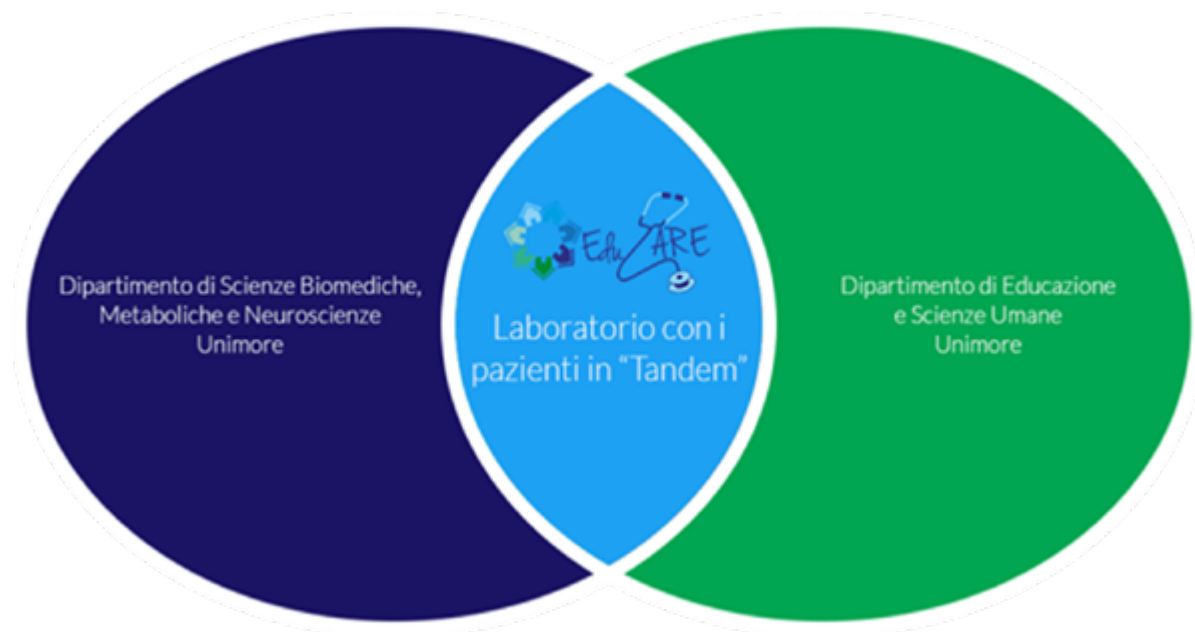 Dipartimento di Scienze Biomediche,
Metaboliche e Neuroscienze
Unimore
EduCARE
Laboratorio con i
pazienti in “Tandem”
Dipartimento di Educazione
e Scienze Umane
Unimore